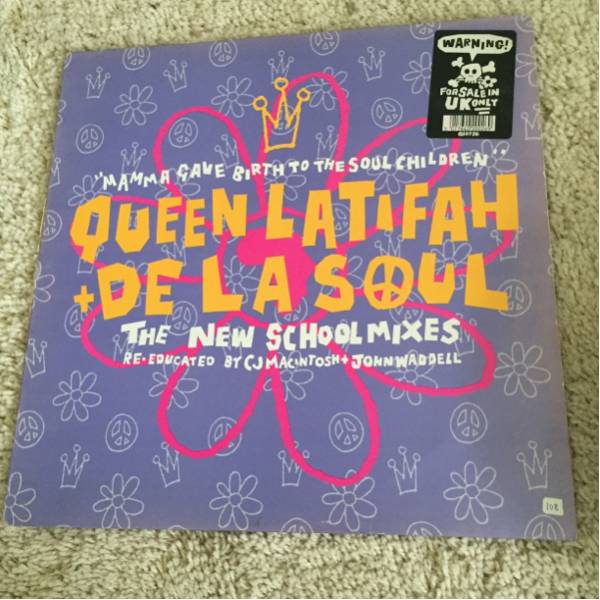 WARNING!
FOR SALE IN
UK ONLY
"MAMMA GAVE BIRTH TO THE SOUL CHILDREN"
QUEEN LATIFAH
+DE LA SOUL
THE NEW SCHOOL MIXES
RE·EDUCATED BY CJ MACINTOSH + JOHN WADDELL
108